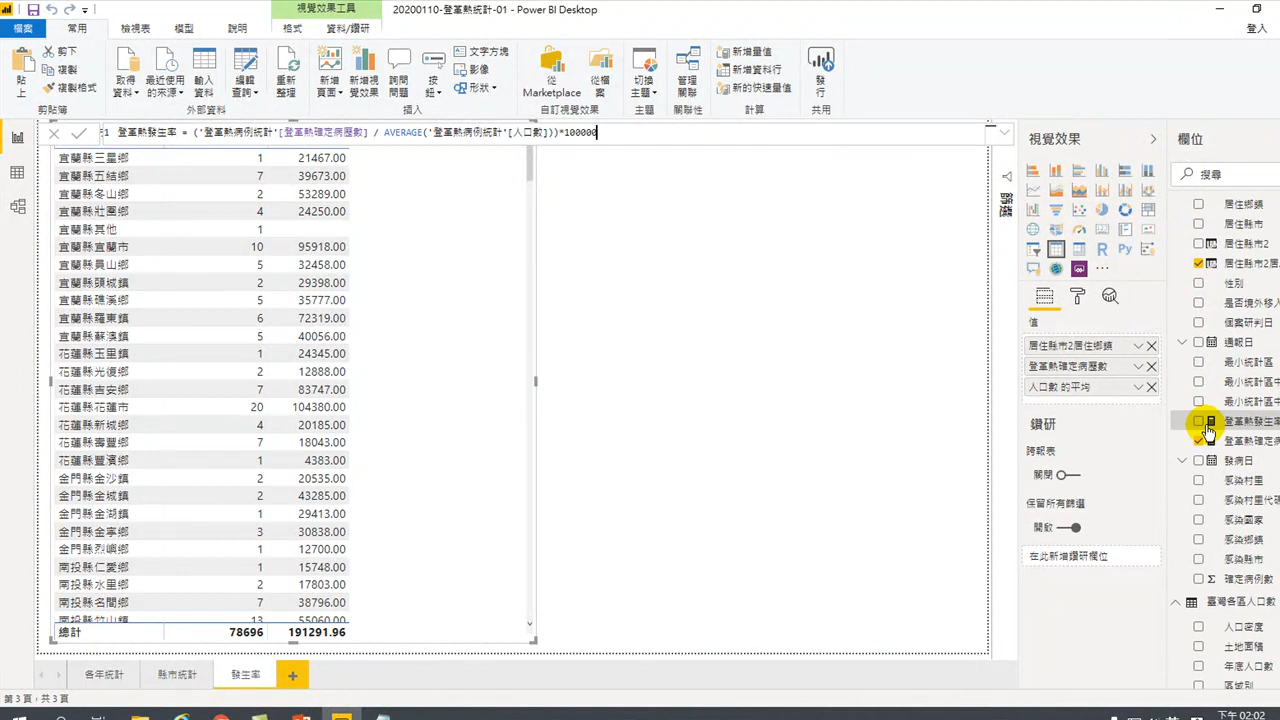 視覺效果工具
20200110-登革熱統計-01 - Power BI Desktop
檔案
常用
檢視表
模型
說明
格式
資料/鑽研
登入
貼上
剪下
複製
複製格式
剪貼簿
取得資料
最近使用的來源
輸入資料
編輯查詢
外部資料
重新整理
新增頁面
新增視覺效果
詢問問題
按鈕
文字方塊
影像
形狀
插入
從 Marketplace
從檔案
自訂視覺效果
切換主題
主題
管理關聯
關聯性
新增量值
新增資料行
新的快速量值
計算
發行
共用
1 登革熱發生率 = ('登革熱病例統計'[登革熱確定病歷數] / AVERAGE('登革熱病例統計'[人口數]))*100000
宜蘭縣三星鄉 1 21467.00
宜蘭縣五結鄉 7 39673.00
宜蘭縣冬山鄉 2 53289.00
宜蘭縣壯圍鄉 4 24250.00
宜蘭縣其他 1
宜蘭縣宜蘭市 10 95918.00
宜蘭縣員山鄉 5 32458.00
宜蘭縣頭城鎮 2 29398.00
宜蘭縣礁溪鄉 5 35777.00
宜蘭縣羅東鎮 6 72319.00
宜蘭縣蘇澳鎮 5 40056.00
花蓮縣玉里鎮 1 24345.00
花蓮縣光復鄉 2 12888.00
花蓮縣吉安鄉 7 83747.00
花蓮縣花蓮市 20 104380.00
花蓮縣新城鄉 4 20185.00
花蓮縣壽豐鄉 7 18043.00
花蓮縣豐濱鄉 1 4383.00
金門縣金沙鎮 2 20535.00
金門縣金城鎮 2 43285.00
金門縣金湖鎮 1 29413.00
金門縣金寧鄉 3 30838.00
金門縣烈嶼鄉 1 12700.00
南投縣仁愛鄉 1 15748.00
南投縣水里鄉 2 17803.00
南投縣名間鄉 7 38796.00
南投縣竹山鎮 13 55060.00
總計 78696 191291.96
篩選
視覺效果
R
Py
值
居住縣市2居住鄉鎮
登革熱確定病歷數
人口數 的平均
鑽研
跨報表
關閉
保留所有篩選
開啟
在此新增鑽研欄位
欄位
搜尋
居住鄉鎮
居住縣市
居住縣市2
居住縣市2居
性別
是否境外移入
個案研判日
通報日
最小統計區
最小統計區中
最小統計區中
登革熱發生率
登革熱確定病
發病日
感染村里
感染村里代碼
感染國家
感染鄉鎮
感染縣市
確定病例數
臺灣各區人口數
人口密度
土地面積
年底人口數
區域別
各年統計
縣市統計
發生率
第 3 頁，共 3 頁
下午 02:02